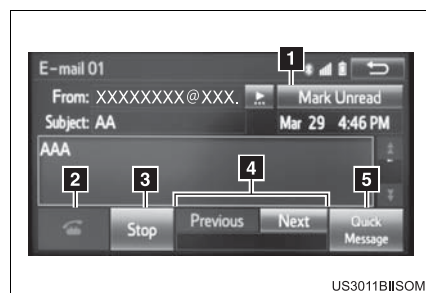 1
E-mail 01
From: XXXXXXXX@XXX. Mark Unread
Subject: AA Mar 29 4:46 PM
AAA
2 3 4 5
Stop Previous Next Quick Message
US3011BⅡSOM